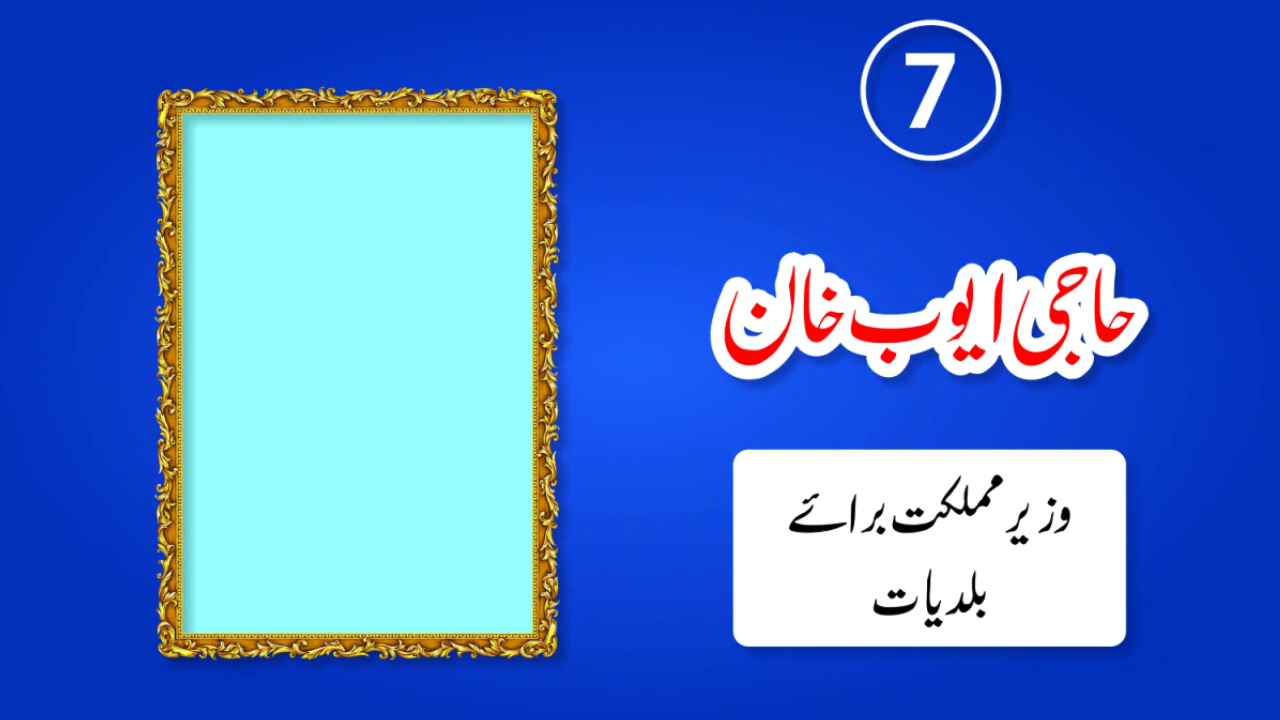 7
حاجی ایوب خان
وزیر مملکت برائے
بلدیات